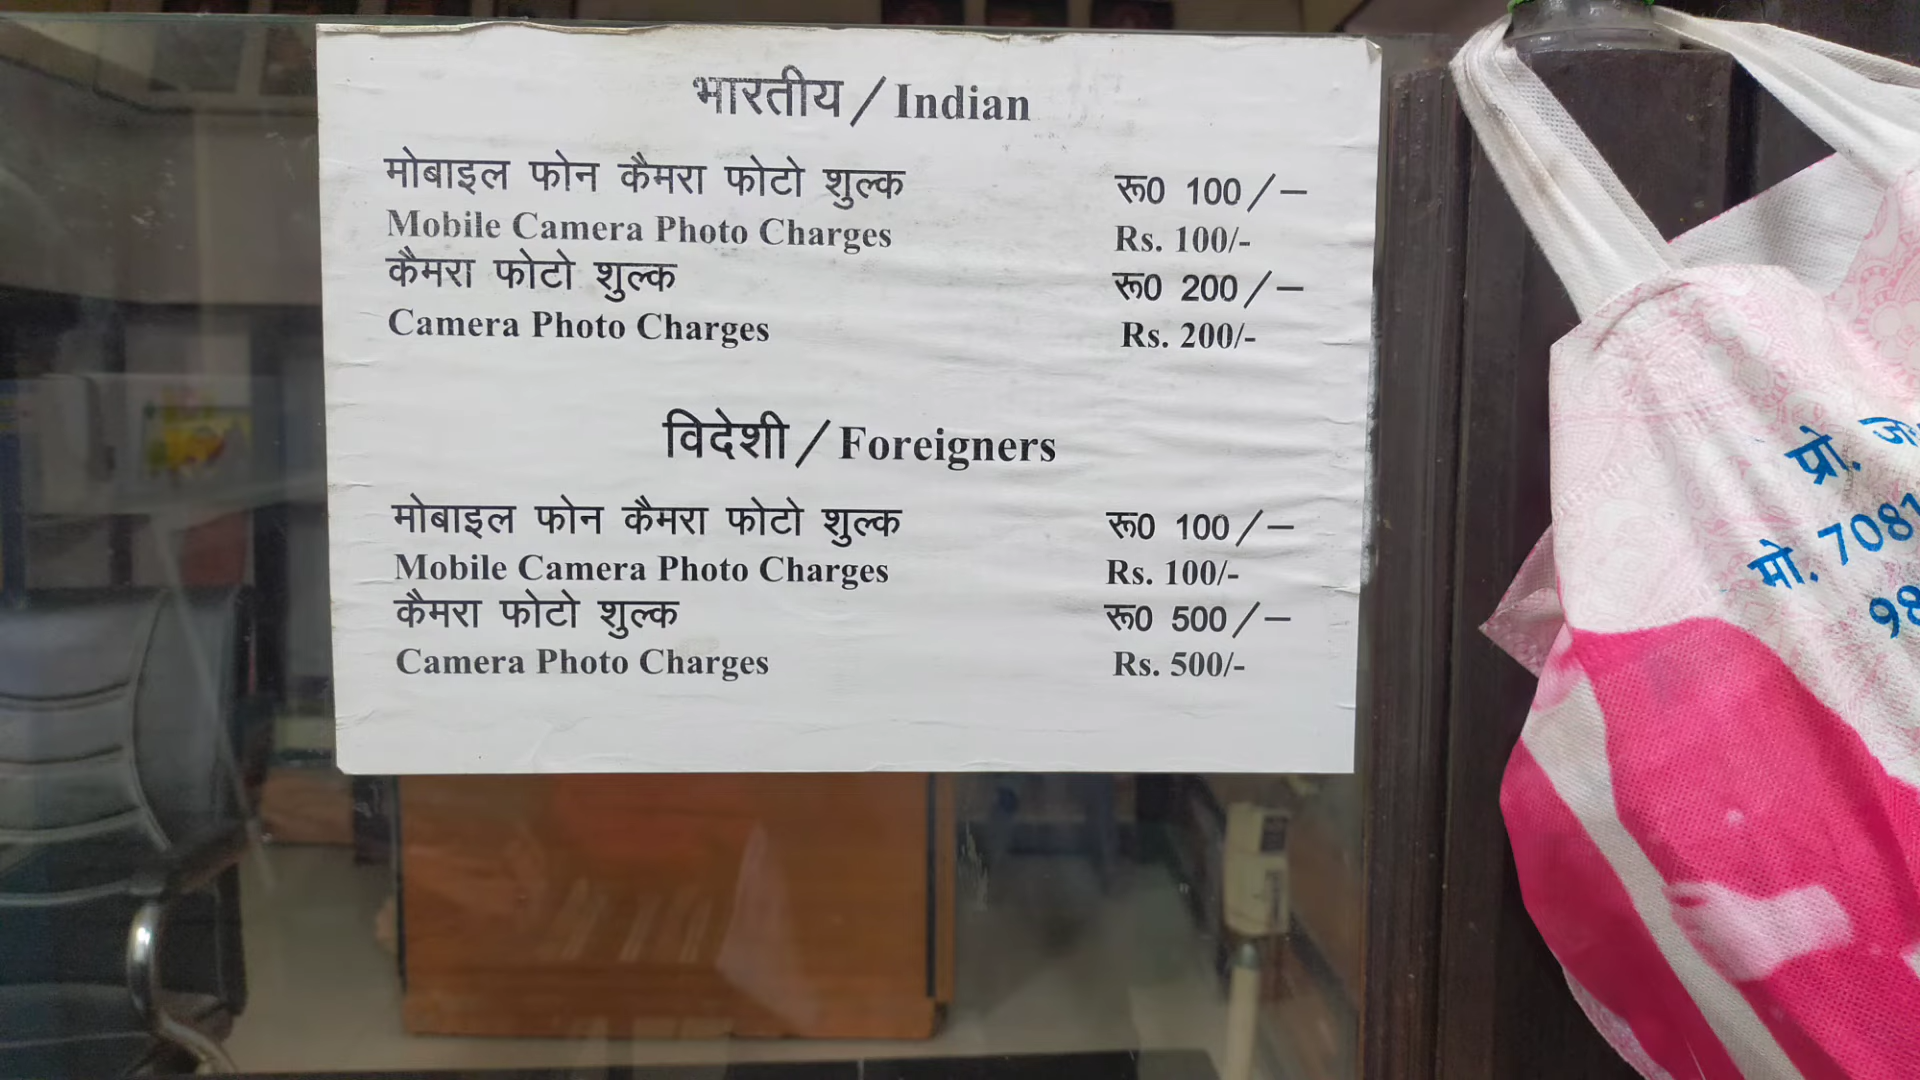 भारतीय / Indian
मोबाइल फोन कैमरा फोटो शुल्क रू0 100/–
Mobile Camera Photo Charges Rs. 100/-
कैमरा फोटो शुल्क रू0 200/–
Camera Photo Charges Rs. 200/-
विदेशी / Foreigners
मोबाइल फोन कैमरा फोटो शुल्क रू0 100/–
Mobile Camera Photo Charges Rs. 100/-
कैमरा फोटो शुल्क रू0 500/–
Camera Photo Charges Rs. 500/-
प्रो.
मो. 7081
98